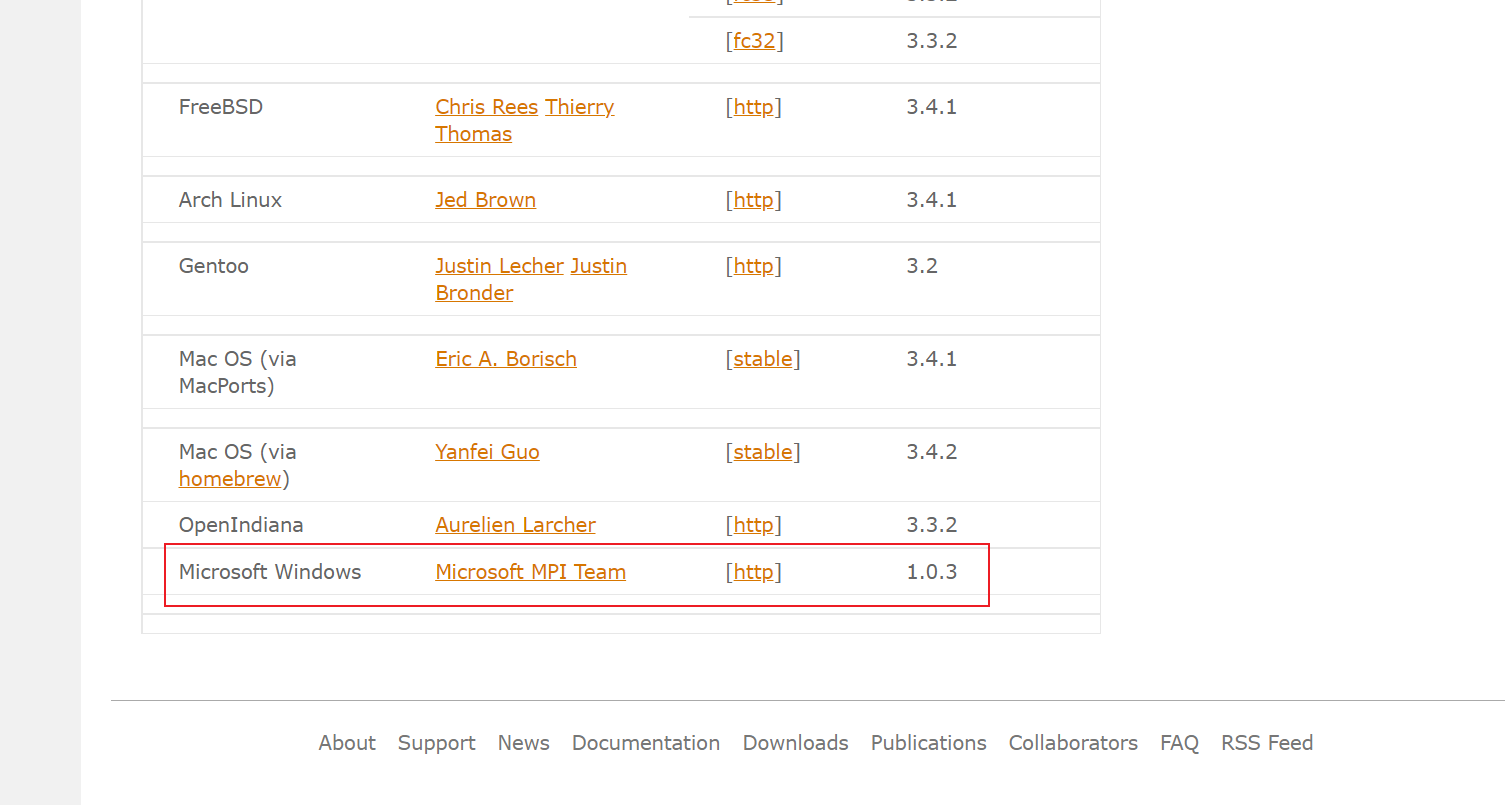 [fc32] 3.3.2
FreeBSD Chris Rees Thierry [http] 3.4.1
Thomas
Arch Linux Jed Brown [http] 3.4.1
Gentoo Justin Lecher Justin [http] 3.2
Bronder
Mac OS (via Eric A. Borisch [stable] 3.4.1
MacPorts)
Mac OS (via Yanfei Guo [stable] 3.4.2
homebrew)
OpenIndiana Aurelien Larcher [http] 3.3.2
Microsoft Windows Microsoft MPI Team [http] 1.0.3
About Support News Documentation Downloads Publications Collaborators FAQ RSS Feed